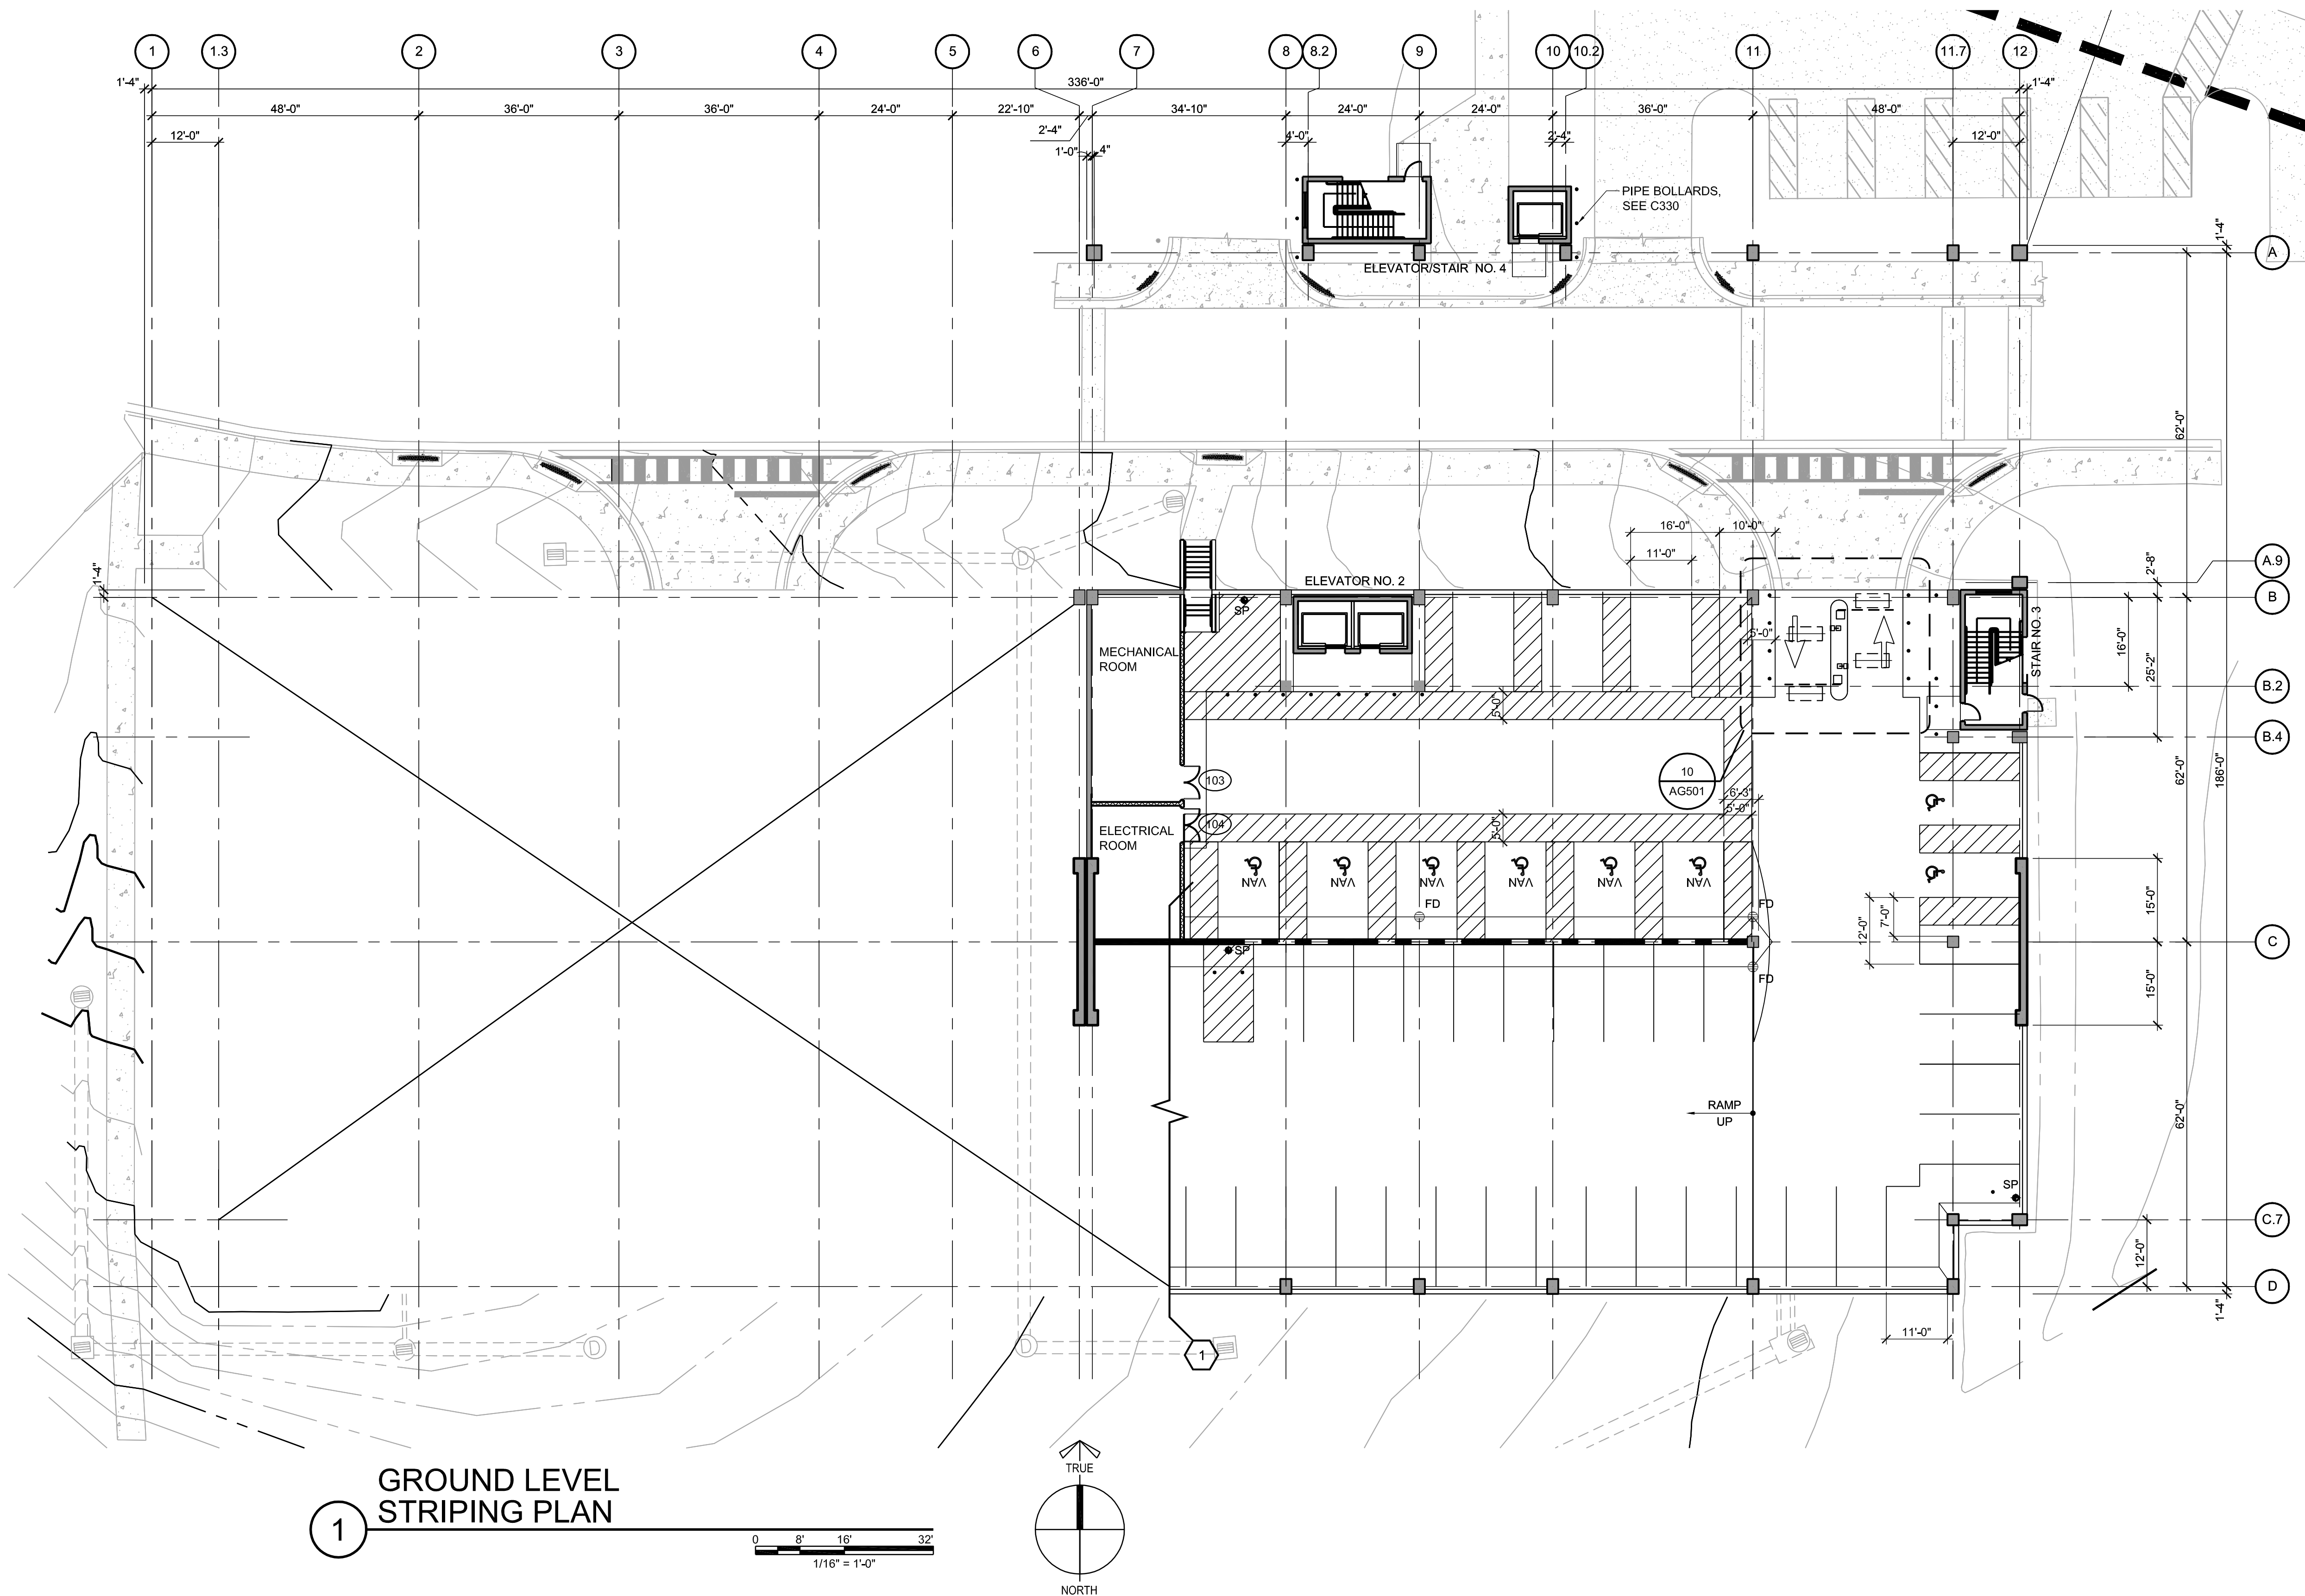 1
1.3
2
3
4
5
6
7
8
8.2
9
10
10.2
11
11.7
12
1'-4"
336'-0"
1'-4"
48'-0"
36'-0"
36'-0"
24'-0"
22'-10"
34'-10"
24'-0"
24'-0"
36'-0"
48'-0"
12'-0"
2'-4"
4'-0"
2'-4"
12'-0"
1'-0"
4"
PIPE BOLLARDS,
SEE C330
1'-4"
A
ELEVATOR/STAIR NO. 4
62'-0"
16'-0"
10'-0"
11'-0"
2'-8"
A.9
1'-4"
ELEVATOR NO. 2
B
SP
5'-0"
STAIR NO. 3
16'-0"
25'-2"
MECHANICAL
ROOM
B.2
5'-0"
B.4
103
10
AG501
62'-0"
186'-0"
6'-3"
5'-0"
ELECTRICAL
ROOM
104
5'-0"
VAN
VAN
VAN
VAN
VAN
VAN
FD
FD
12'-0"
7'-0"
15'-0"
SP
C
FD
15'-0"
RAMP
UP
62'-0"
SP
C.7
12'-0"
D
1'-4"
11'-0"
D
D
D
1
GROUND LEVEL
STRIPING PLAN
1
0 8' 16' 32'
1/16" = 1'-0"
TRUE
NORTH